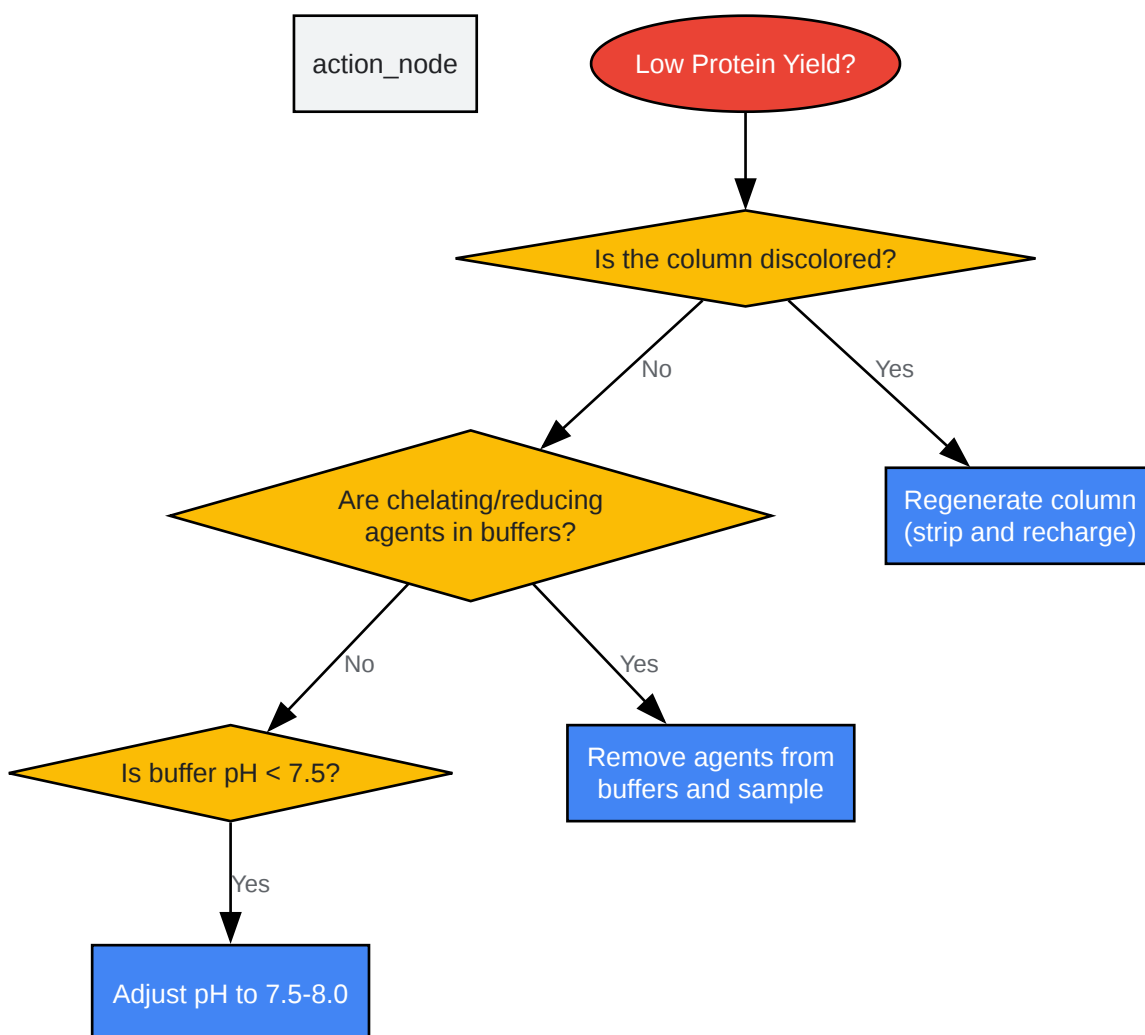 action_node
Low Protein Yield?
Is the column discolored?
No
Yes
Are chelating/reducing
agents in buffers?
Regenerate column
(strip and recharge)
No
Yes
Is buffer pH < 7.5?
Remove agents from
buffers and sample
Yes
Adjust pH to 7.5-8.0